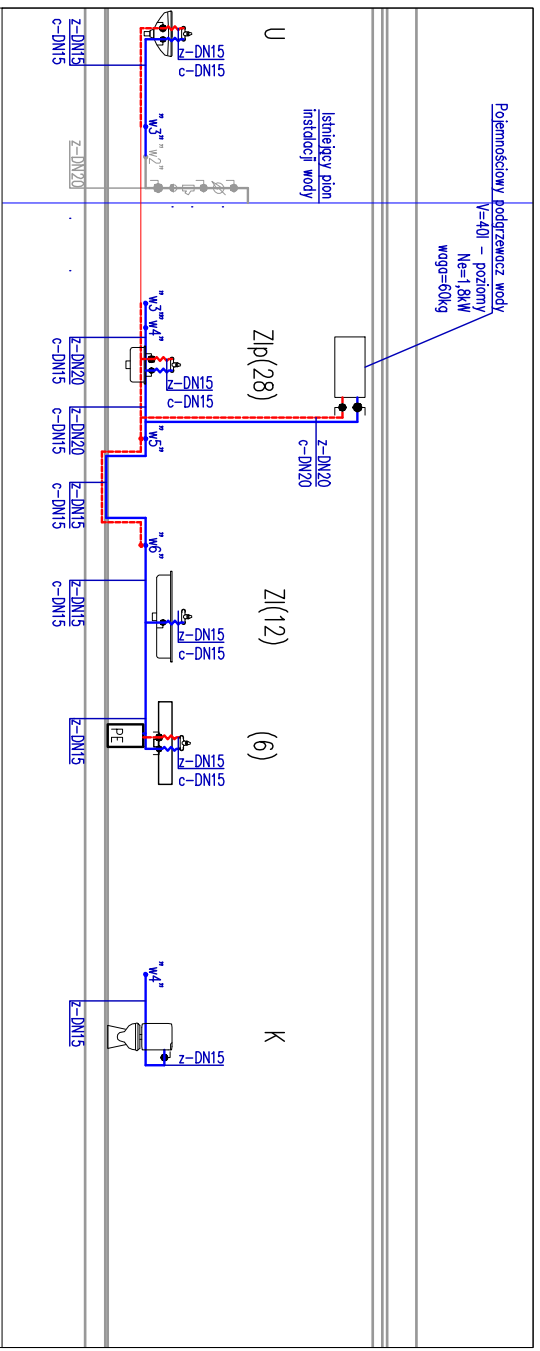 Pojemnościowy podgrzewacz wody
V=40l - poziomy
Ne=1,8kW
waga=60kg
Istniejący pion
instalacji wody
U
Zlp(28)
Zl(12)
(6)
K
z-DN15
c-DN15
"w3"
"w2"
z-DN15
c-DN15
z-DN20
"w3"
"w4"
z-DN15
c-DN15
z-DN20
c-DN20
"w5"
z-DN20
c-DN15
z-DN20
c-DN15
z-DN15
c-DN15
"w6"
z-DN15
c-DN15
z-DN15
c-DN15
z-DN15
c-DN15
PE
z-DN15
"w4"
z-DN15
z-DN15